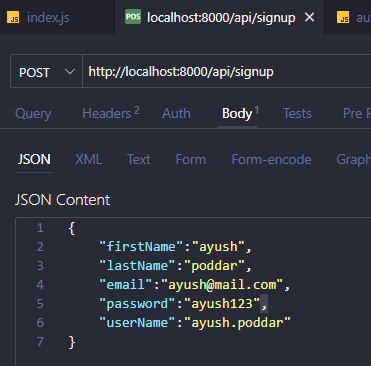 JS index.js
POS localhost:8000/api/signup
JS au
POST http://localhost:8000/api/signup
Query Headers 2 Auth Body 1 Tests Pre R
JSON XML Text Form Form-encode Graph
JSON Content
1 {
2 "firstName":"ayush",
3 "lastName":"poddar",
4 "email":"ayush@mail.com",
5 "password":"ayush123",
6 "userName":"ayush.poddar"
7 }